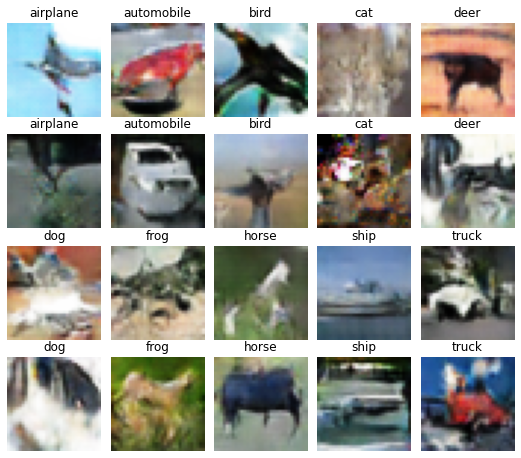 airplane automobile bird cat deer
airplane automobile bird cat deer
dog frog horse ship truck
dog frog horse ship truck